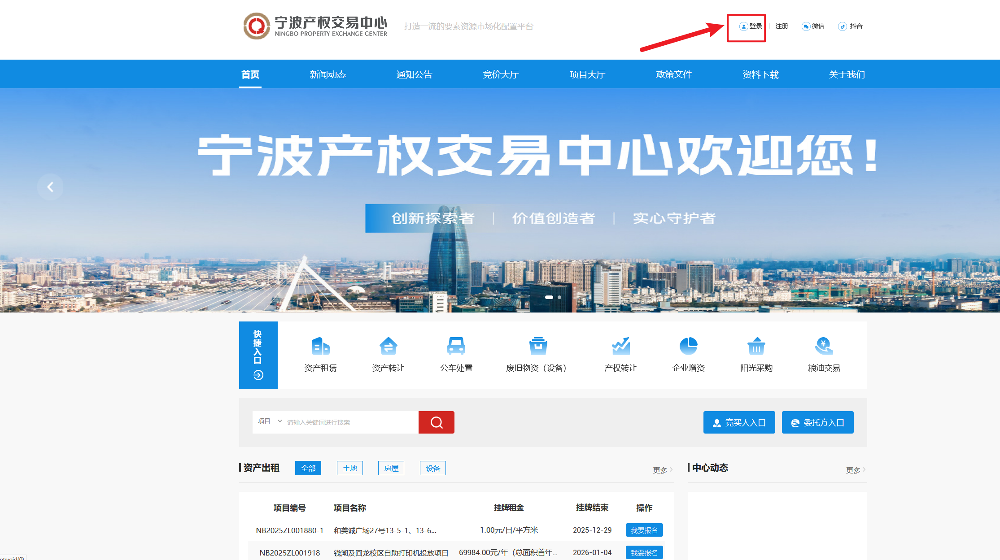 宁波产权交易中心
NINGBO PROPERTY EXCHANGE CENTER
打造一流的要素资源市场化配置平台
登录 | 注册 微信 抖音
首页 新闻动态 通知公告 竞价大厅 项目大厅 政策文件 资料下载 关于我们
宁波产权交易中心欢迎您！
创新探索者 | 价值创造者 | 实心守护者
快捷入口
资产租赁 资产转让 公车处置 废旧物资（设备） 产权转让 企业增资 阳光采购 粮油交易
项目 请输入关键词进行搜索
竞买人入口 委托方入口
资产出租 全部 土地 房屋 设备 更多
中心动态 更多
项目编号 项目名称 挂牌租金 挂牌结束 操作
NB2025ZL001880-1 和美诚广场27号13-5-1、13-6... 1.00元/日/平方米 2025-12-29 我要报名
NB2025ZL001918 钱湖及回龙校区自助打印机投放项目 69984.00元/年（总面积首年... 2026-01-04 我要报名